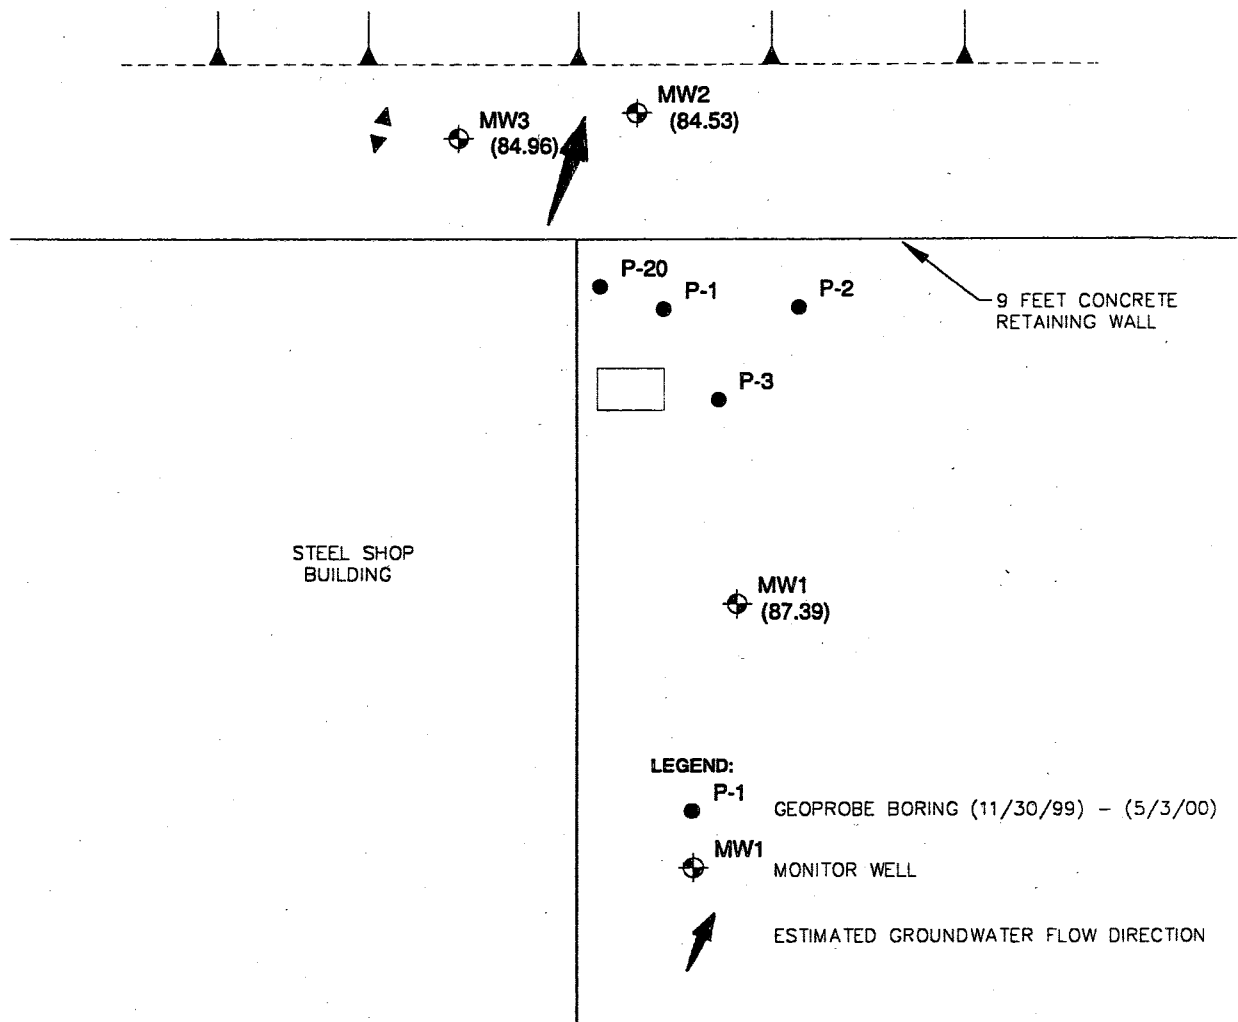 MW2
(84.53)
MW3
(84.96)
P-20
P-1
P-2
9 FEET CONCRETE
RETAINING WALL
P-3
STEEL SHOP
BUILDING
MW1
(87.39)
LEGEND:
P-1
GEOPROBE BORING (11/30/99) – (5/3/00)
MW1
MONITOR WELL
ESTIMATED GROUNDWATER FLOW DIRECTION